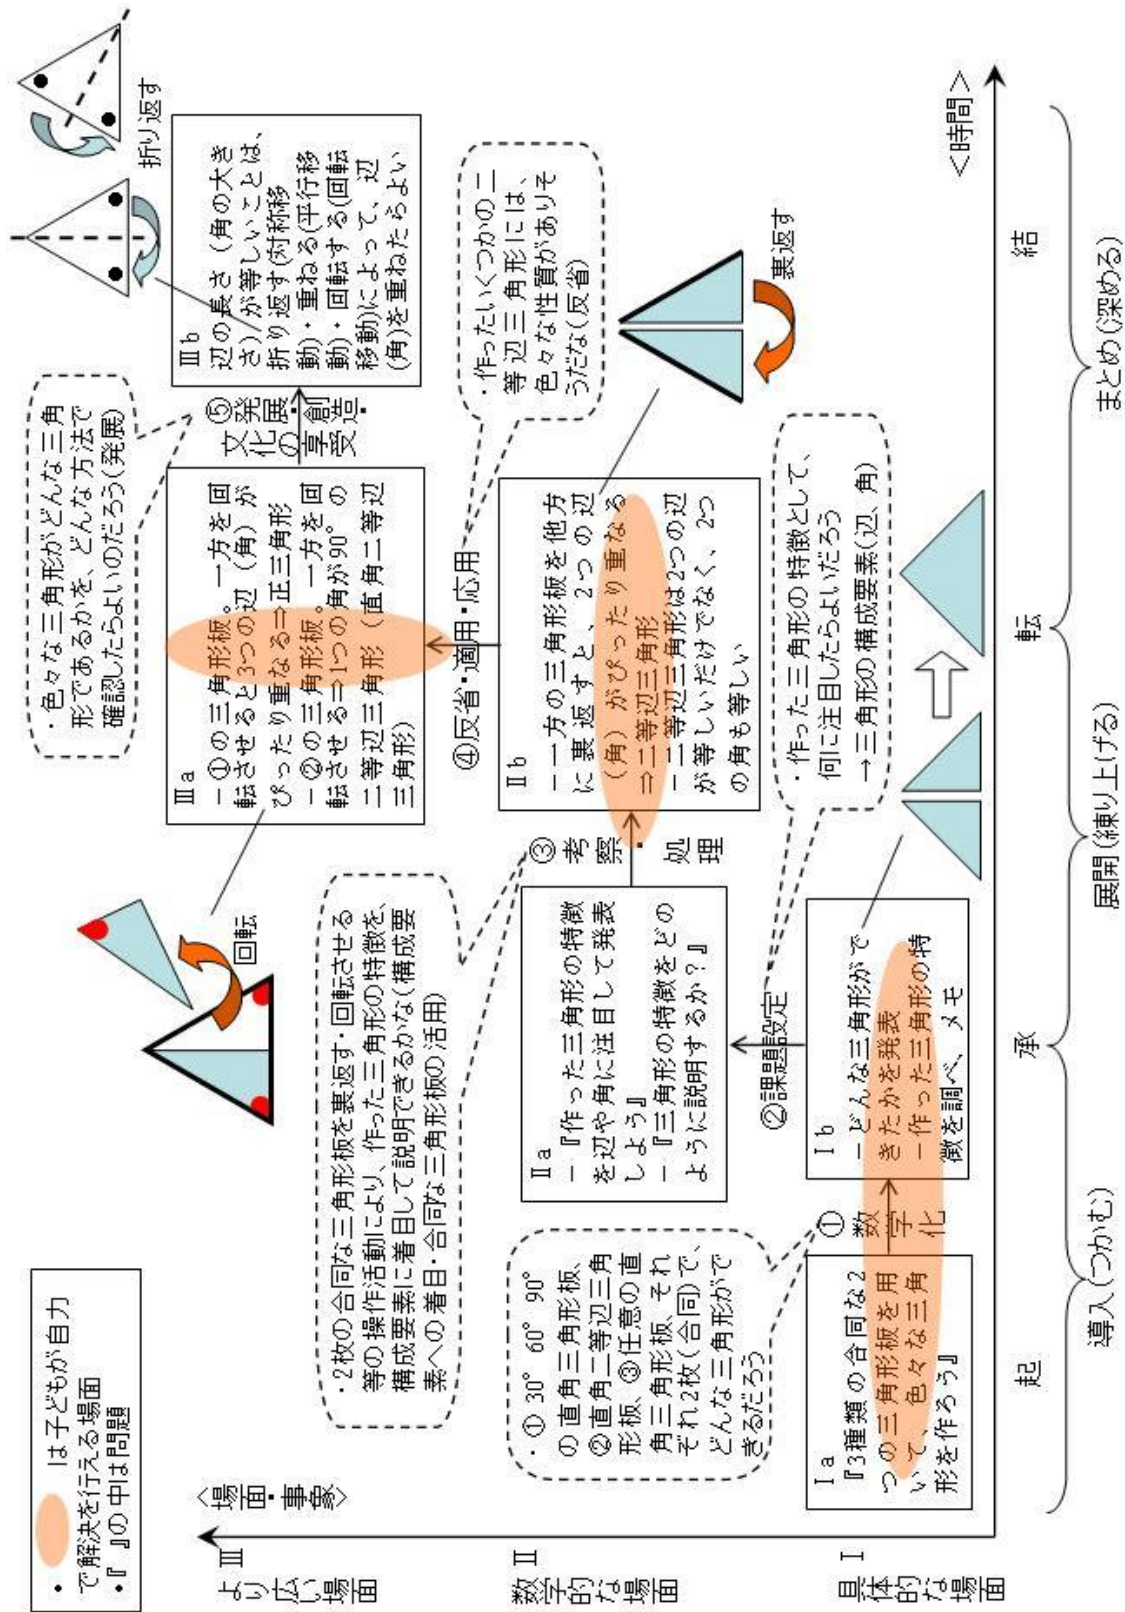 ・ は子どもが自力
で解決を行える場面
・『　』の中は問題
〈場面・事象〉
Ⅲ
より広い場面
Ⅱ
数学的な場面
Ⅰ
具体的な場面
Ⅰa
『3種類の合同な2
つの三角形板を用
いて、色々な三角
形を作ろう』
・① 30° 60° 90°
の直角三角形板、
②直角二等辺三角
形板、③任意の直
角三角形板、それ
ぞれ2枚(合同)で、
どんな三角形がで
きるだろう
①
数学化
Ⅰb
－どんな三角形がで
きたかを発表
－作った三角形の特
徴を調べ、メモ
②課題設定
・作った三角形の特徴として、
何に注目したらよいだろう
→三角形の構成要素(辺、角)
Ⅱa
－『作った三角形の特徴
を辺や角に注目して発表
しよう』
－『三角形の特徴をどの
ように説明するか？』
・2枚の合同な三角形板を裏返す・回転させる
等の操作活動により、作った三角形の特徴を、
構成要素に着目して説明できるかな(構成要
素への着目・合同な三角形板の活用)
③
考察・処理
Ⅱb
－一方の三角形板を他方
に裏返すと、2つの辺
(角)がぴったり重なる
⇒二等辺三角形
－二等辺三角形は2つの辺
が等しいだけでなく、2つ
の角も等しい
裏返す
④反省・適用・応用
・作ったいくつかの二
等辺三角形には、
色々な性質がありそ
うだな(反省)
回転
Ⅲa
－①の三角形板。一方を回
転させると3つの辺(角)が
ぴったり重なる⇒正三角形
－②の三角形板。一方を回
転させる⇒1つの角が90°の
二等辺三角形(直角二等辺
三角形)
・色々な三角形がどんな三角
形であるかを、どんな方法で
確認したらよいのだろう(発展)
⑤
発展・創造・
文化の享受
Ⅲb
辺の長さ(角の大き
さ)が等しいことは、
折り返す(対称移
動)・重ねる(平行移
動)・回転する(回転
移動)によって、辺
(角)を重ねたらよい
折り返す
<時間>
起
承
転
結
導入(つかむ)
展開(練り上げる)
まとめ(深める)